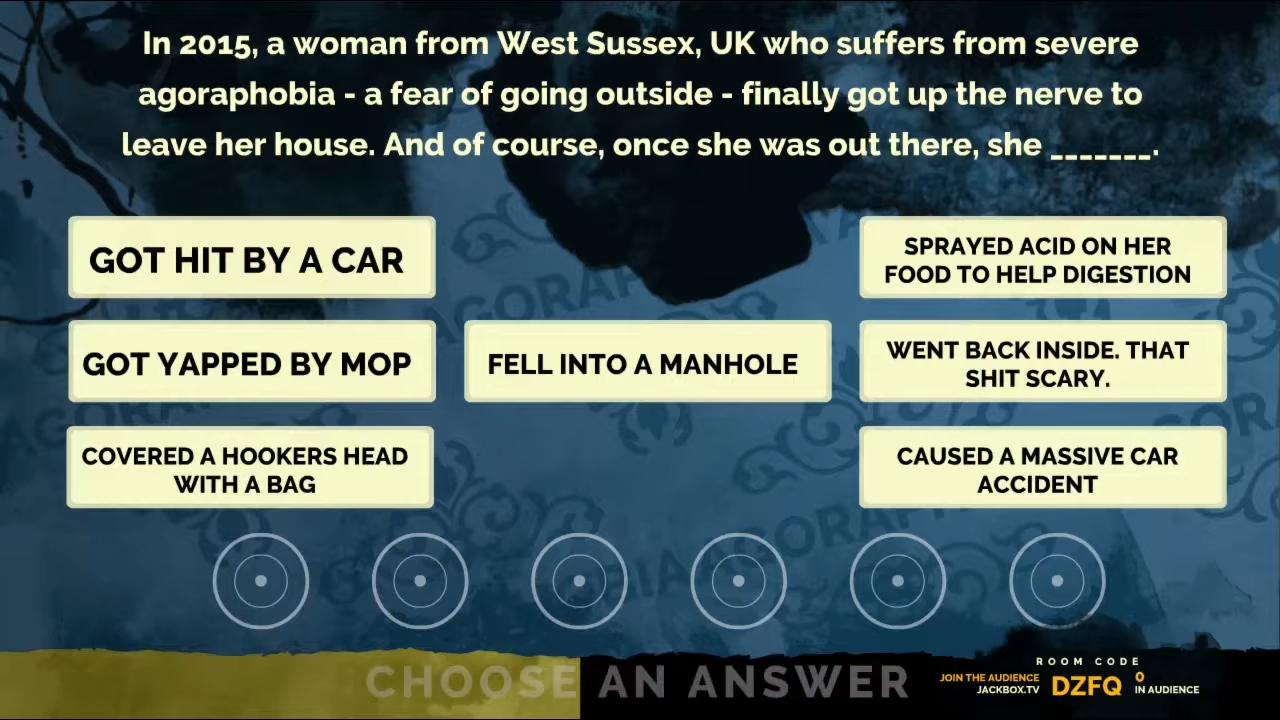 In 2015, a woman from West Sussex, UK who suffers from severe
agoraphobia - a fear of going outside - finally got up the nerve to
leave her house. And of course, once she was out there, she _______.
GOT HIT BY A CAR
SPRAYED ACID ON HER
FOOD TO HELP DIGESTION
GOT YAPPED BY MOP
FELL INTO A MANHOLE
WENT BACK INSIDE. THAT
SHIT SCARY.
COVERED A HOOKERS HEAD
WITH A BAG
CAUSED A MASSIVE CAR
ACCIDENT
CHOOSE AN ANSWER
ROOM CODE
JOIN THE AUDIENCE
JACKBOX.TV
DZFQ
0
IN AUDIENCE